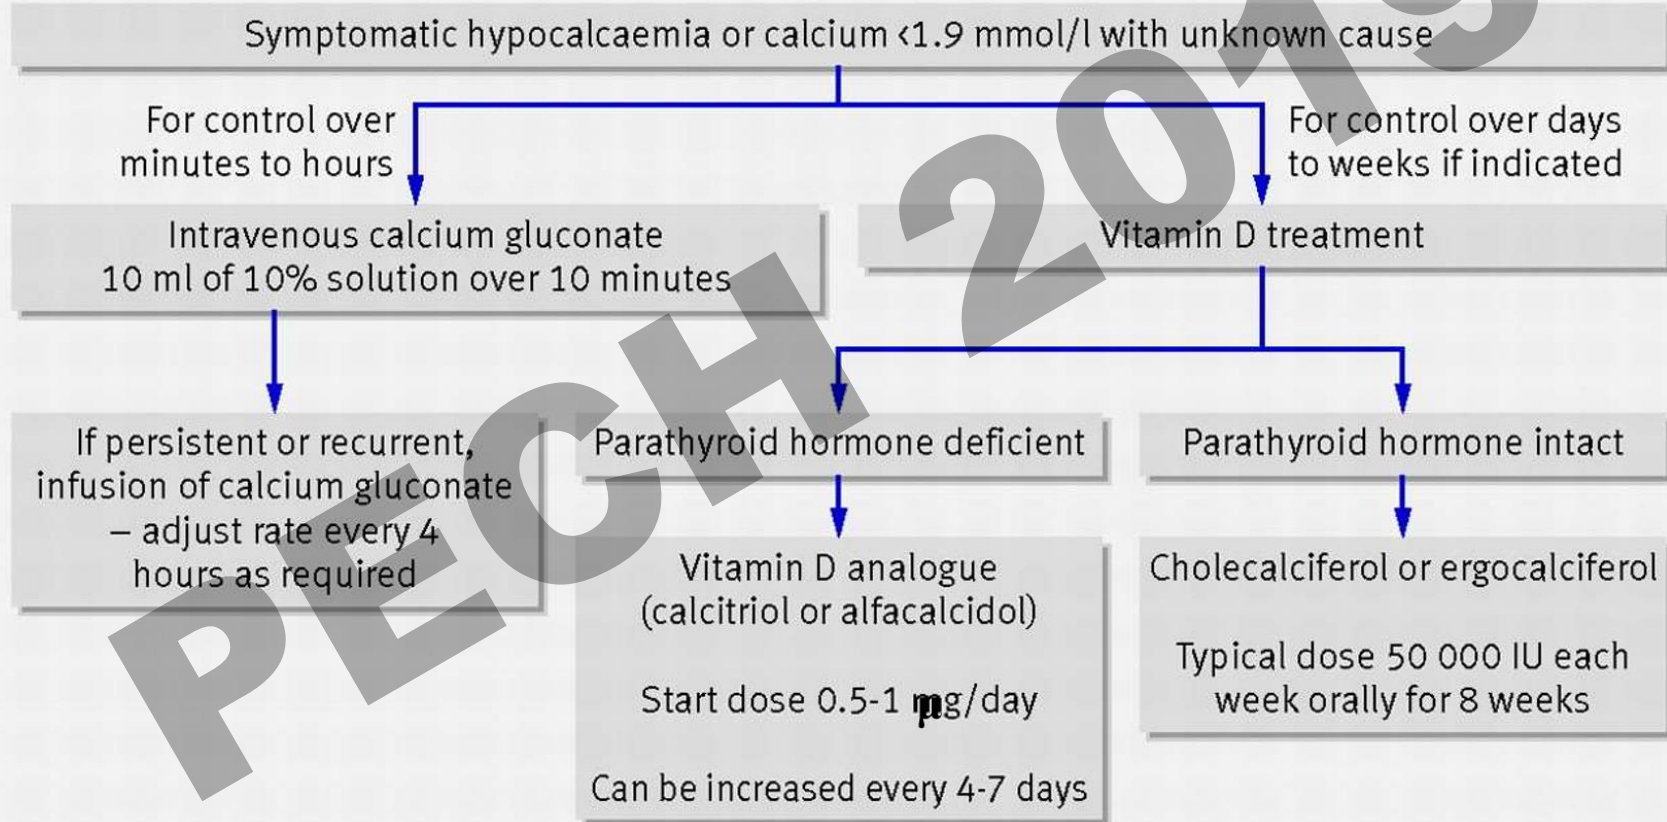 Symptomatic hypocalcaemia or calcium <1.9 mmol/l with unknown cause
For control over
minutes to hours
For control over days
to weeks if indicated
Intravenous calcium gluconate
10 ml of 10% solution over 10 minutes
Vitamin D treatment
If persistent or recurrent,
infusion of calcium gluconate
– adjust rate every 4
hours as required
Parathyroid hormone deficient
Parathyroid hormone intact
Vitamin D analogue
(calcitriol or alfacalcidol)
Start dose 0.5-1 μg/day
Can be increased every 4-7 days
Cholecalciferol or ergocalciferol
Typical dose 50 000 IU each
week orally for 8 weeks
PECH 2019